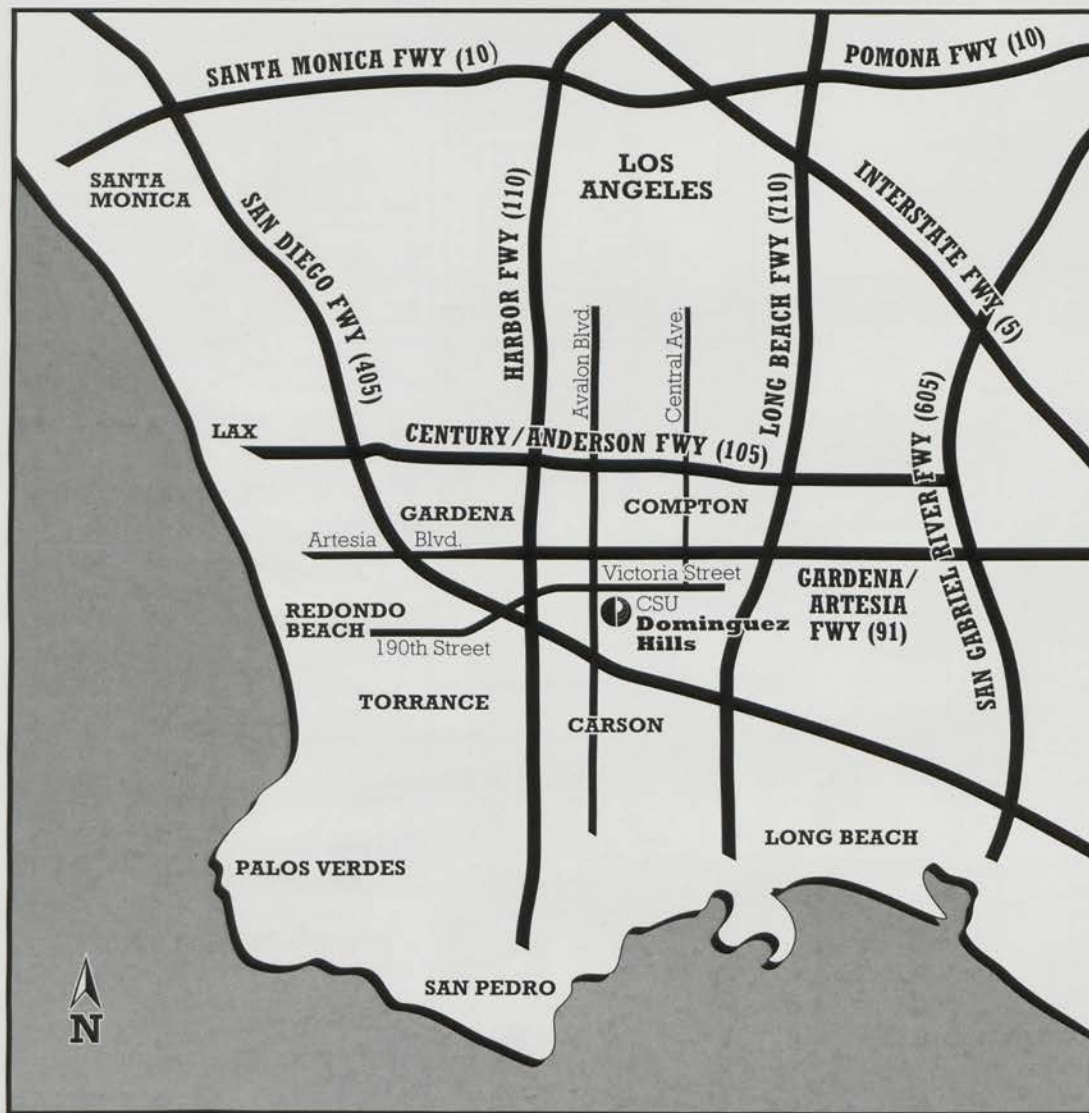 SANTA MONICA FWY (10)
POMONA FWY (10)
SANTA
MONICA
LOS
ANGELES
SAN DIEGO FWY (405)
HARBOR FWY (110)
LONG BEACH FWY (710)
INTERSTATE FWY (5)
Avalon Blvd.
Central Ave.
LAX
CENTURY/ANDERSON FWY (105)
SAN GABRIEL RIVER FWY (605)
GARDENA
COMPTON
Artesia Blvd.
Victoria Street
GARDENA/
ARTESIA
FWY (91)
REDONDO
BEACH
190th Street
CSU
Dominguez
Hills
TORRANCE
CARSON
LONG BEACH
PALOS VERDES
SAN PEDRO
N